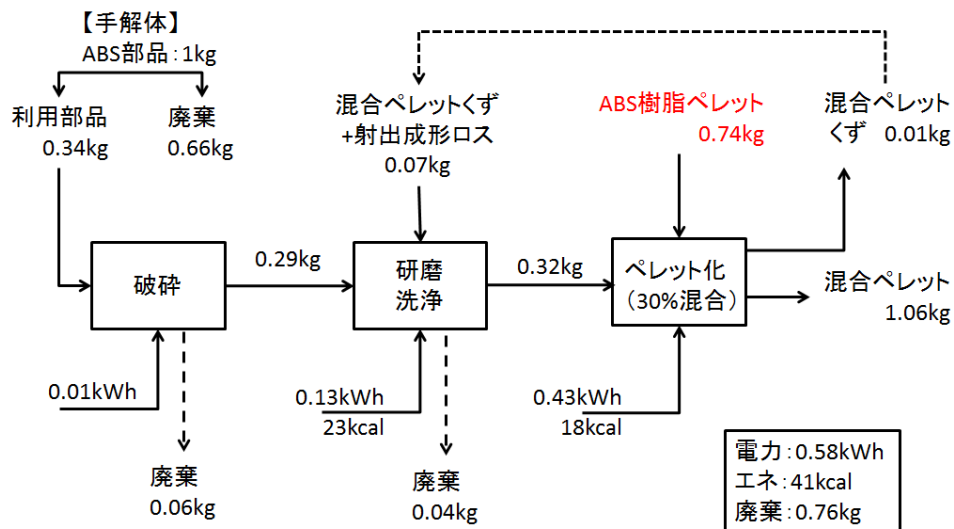 【手解体】
ABS部品：1kg
利用部品
0.34kg
廃棄
0.66kg
混合ペレットくず
+射出成形ロス
0.07kg
ABS樹脂ペレット
0.74kg
混合ペレット
くず 0.01kg
破砕
0.29kg
研磨
洗浄
0.32kg
ペレット化
（30%混合）
混合ペレット
1.06kg
0.01kWh
0.13kWh
23kcal
0.43kWh
18kcal
廃棄
0.06kg
廃棄
0.04kg
電力：0.58kWh
エネ：41kcal
廃棄：0.76kg